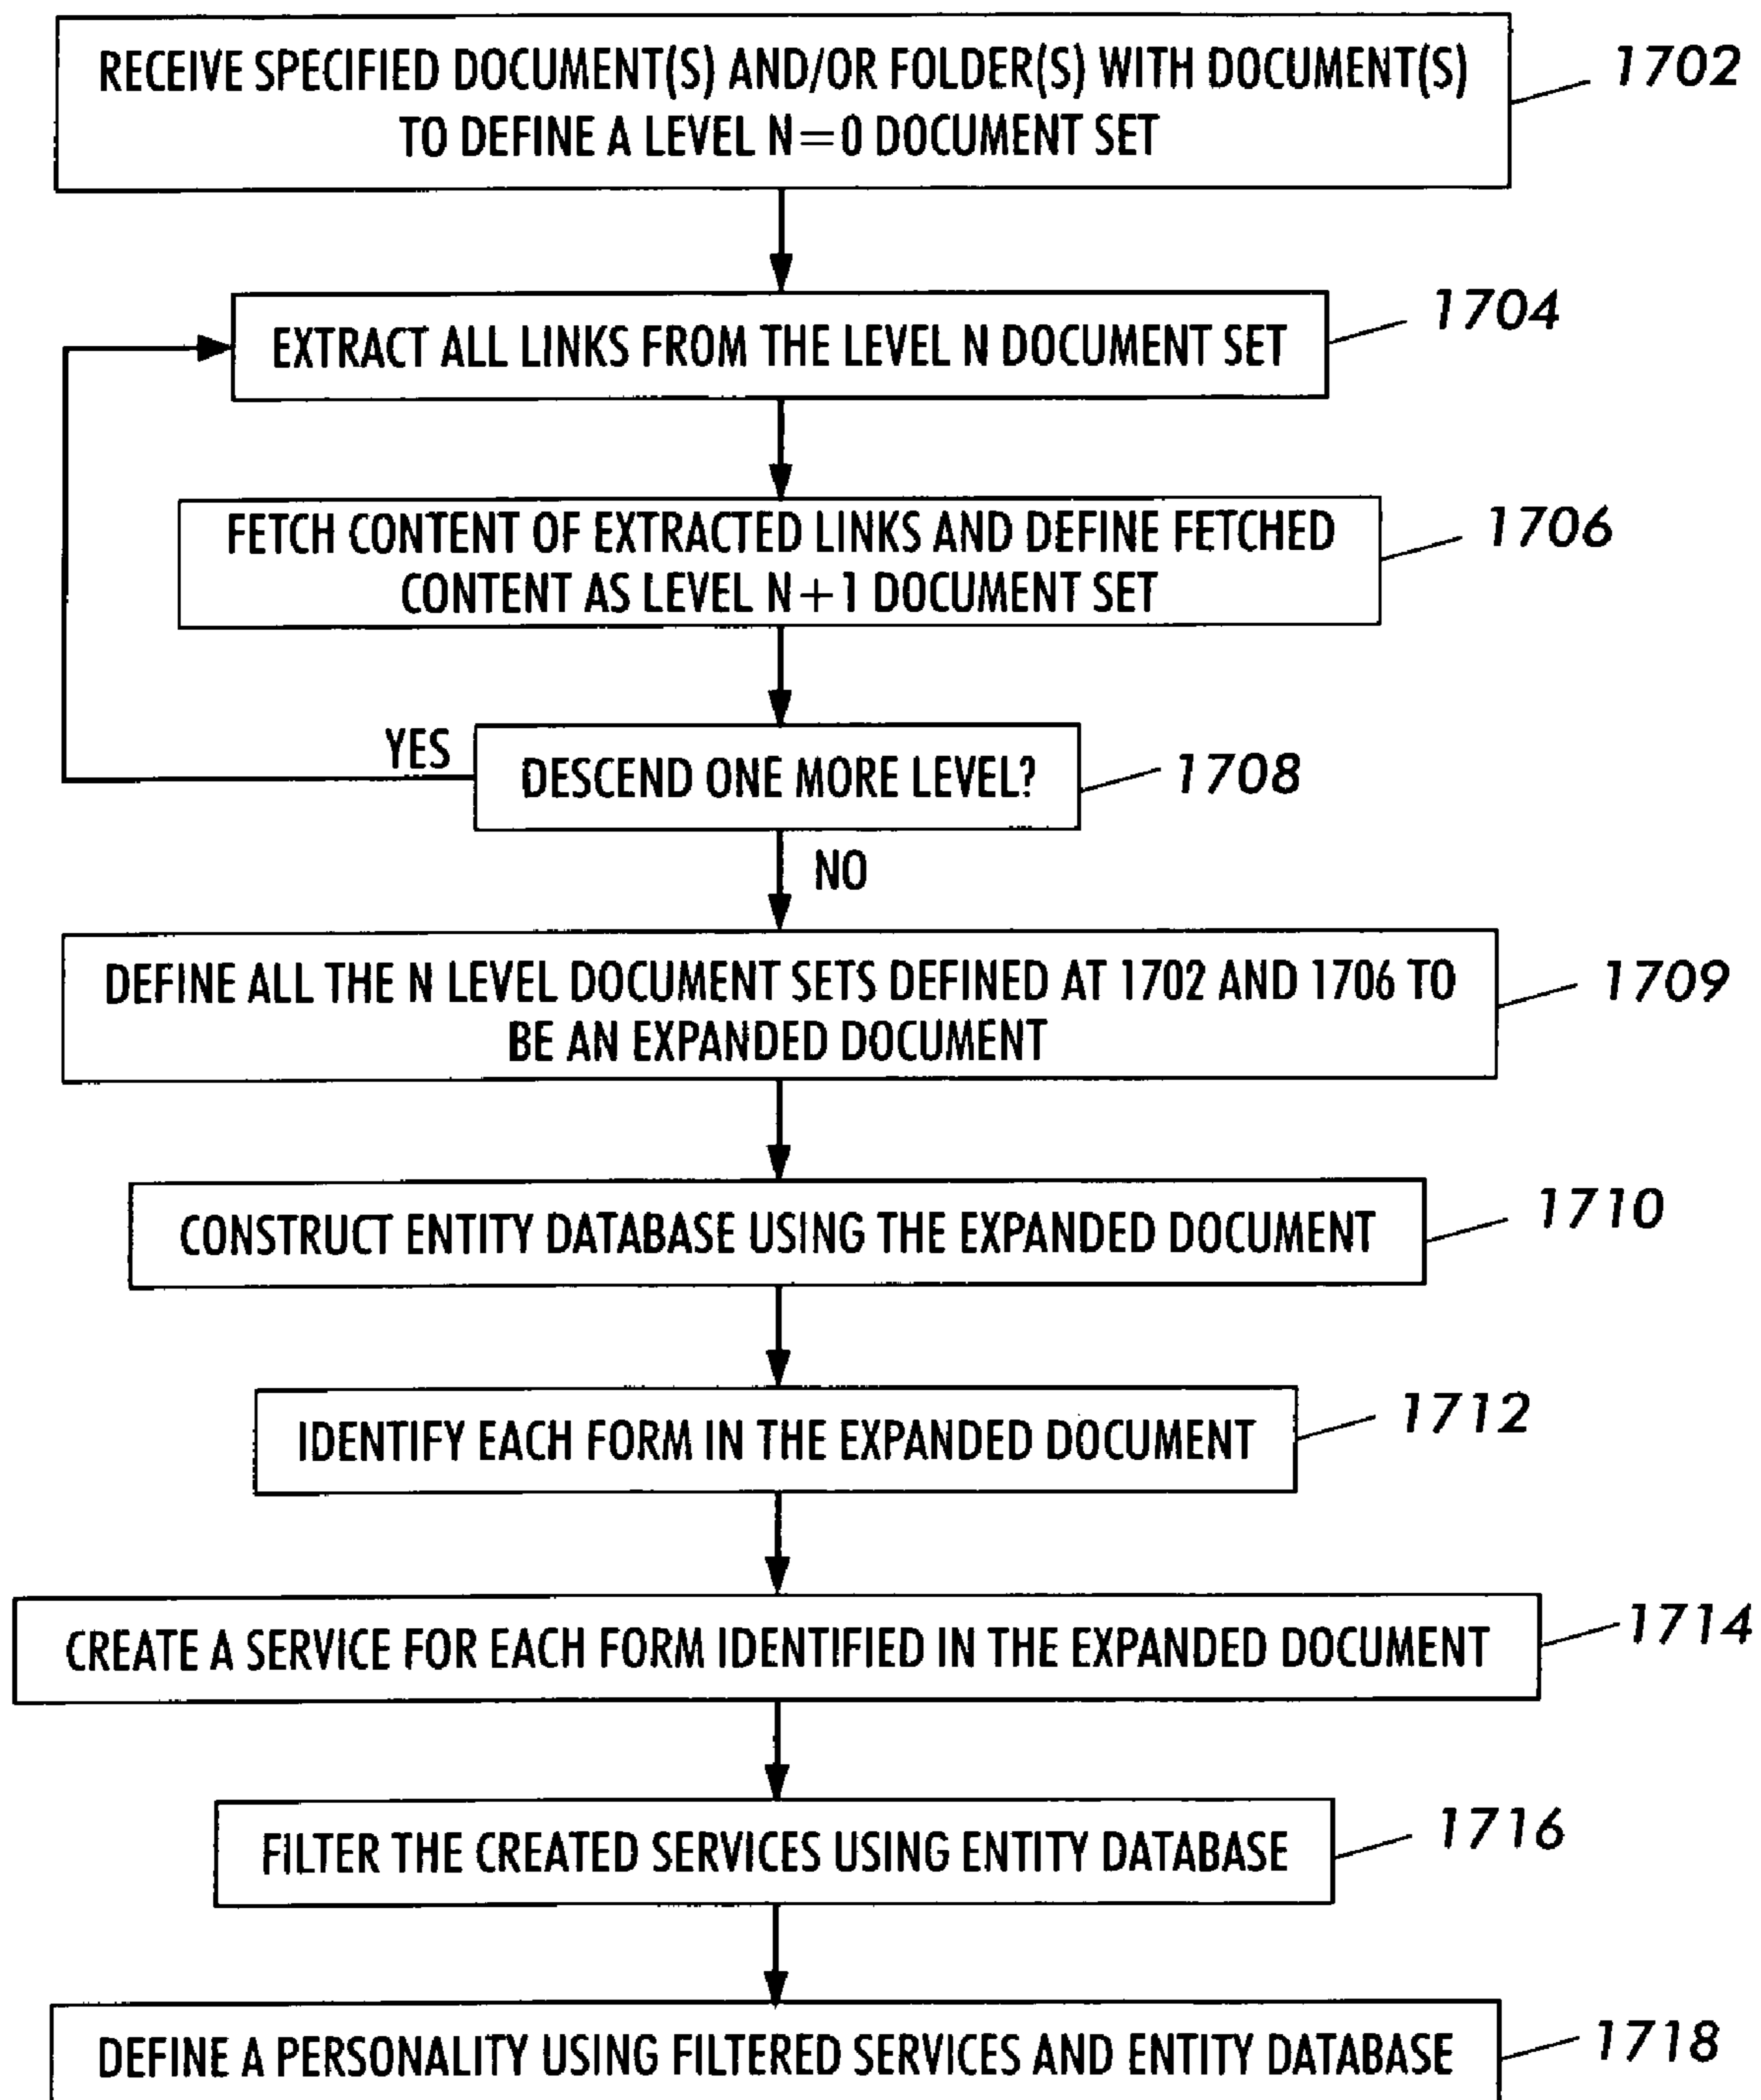 RECEIVE SPECIFIED DOCUMENT(S) AND/OR FOLDER(S) WITH DOCUMENT(S)
TO DEFINE A LEVEL N=0 DOCUMENT SET
1702
EXTRACT ALL LINKS FROM THE LEVEL N DOCUMENT SET
1704
FETCH CONTENT OF EXTRACTED LINKS AND DEFINE FETCHED
CONTENT AS LEVEL N+1 DOCUMENT SET
1706
YES
DESCEND ONE MORE LEVEL?
1708
NO
DEFINE ALL THE N LEVEL DOCUMENT SETS DEFINED AT 1702 AND 1706 TO
BE AN EXPANDED DOCUMENT
1709
CONSTRUCT ENTITY DATABASE USING THE EXPANDED DOCUMENT
1710
IDENTIFY EACH FORM IN THE EXPANDED DOCUMENT
1712
CREATE A SERVICE FOR EACH FORM IDENTIFIED IN THE EXPANDED DOCUMENT
1714
FILTER THE CREATED SERVICES USING ENTITY DATABASE
1716
DEFINE A PERSONALITY USING FILTERED SERVICES AND ENTITY DATABASE
1718